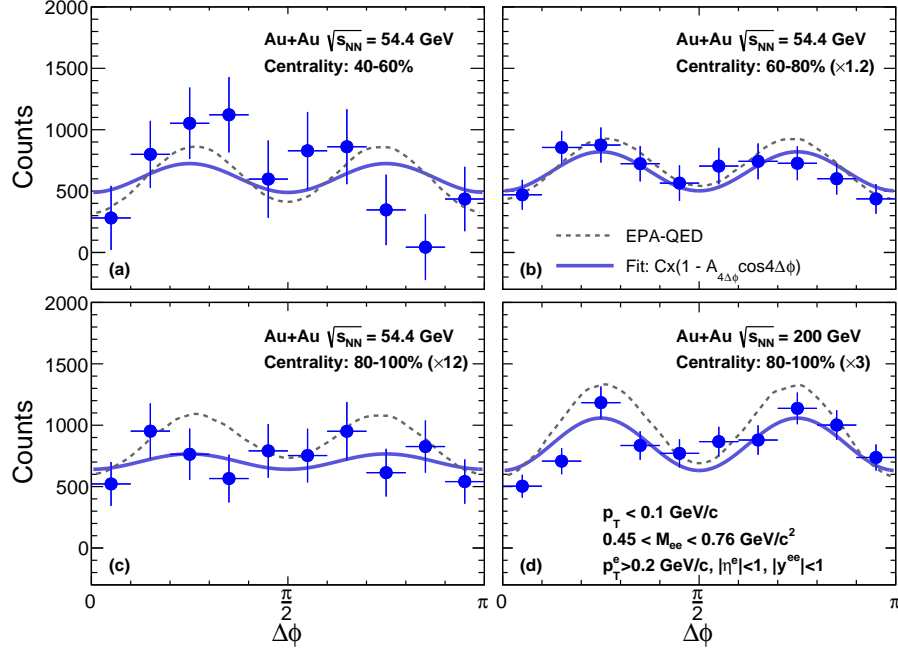 2000
1500
1000
500
0
Counts
Au+Au √sNN = 54.4 GeV
Centrality: 40-60%
(a)
Au+Au √sNN = 54.4 GeV
Centrality: 60-80% (×1.2)
EPA-QED
Fit: Cx(1 - A4Δϕcos4Δϕ)
(b)
2000
1500
1000
500
0
Counts
Au+Au √sNN = 54.4 GeV
Centrality: 80-100% (×12)
(c)
0
π/2
π
Δϕ
Au+Au √sNN = 200 GeV
Centrality: 80-100% (×3)
pT < 0.1 GeV/c
0.45 < Mee < 0.76 GeV/c²
(d)
pTe>0.2 GeV/c, |ηe|<1, |yee|<1
0
π/2
π
Δϕ